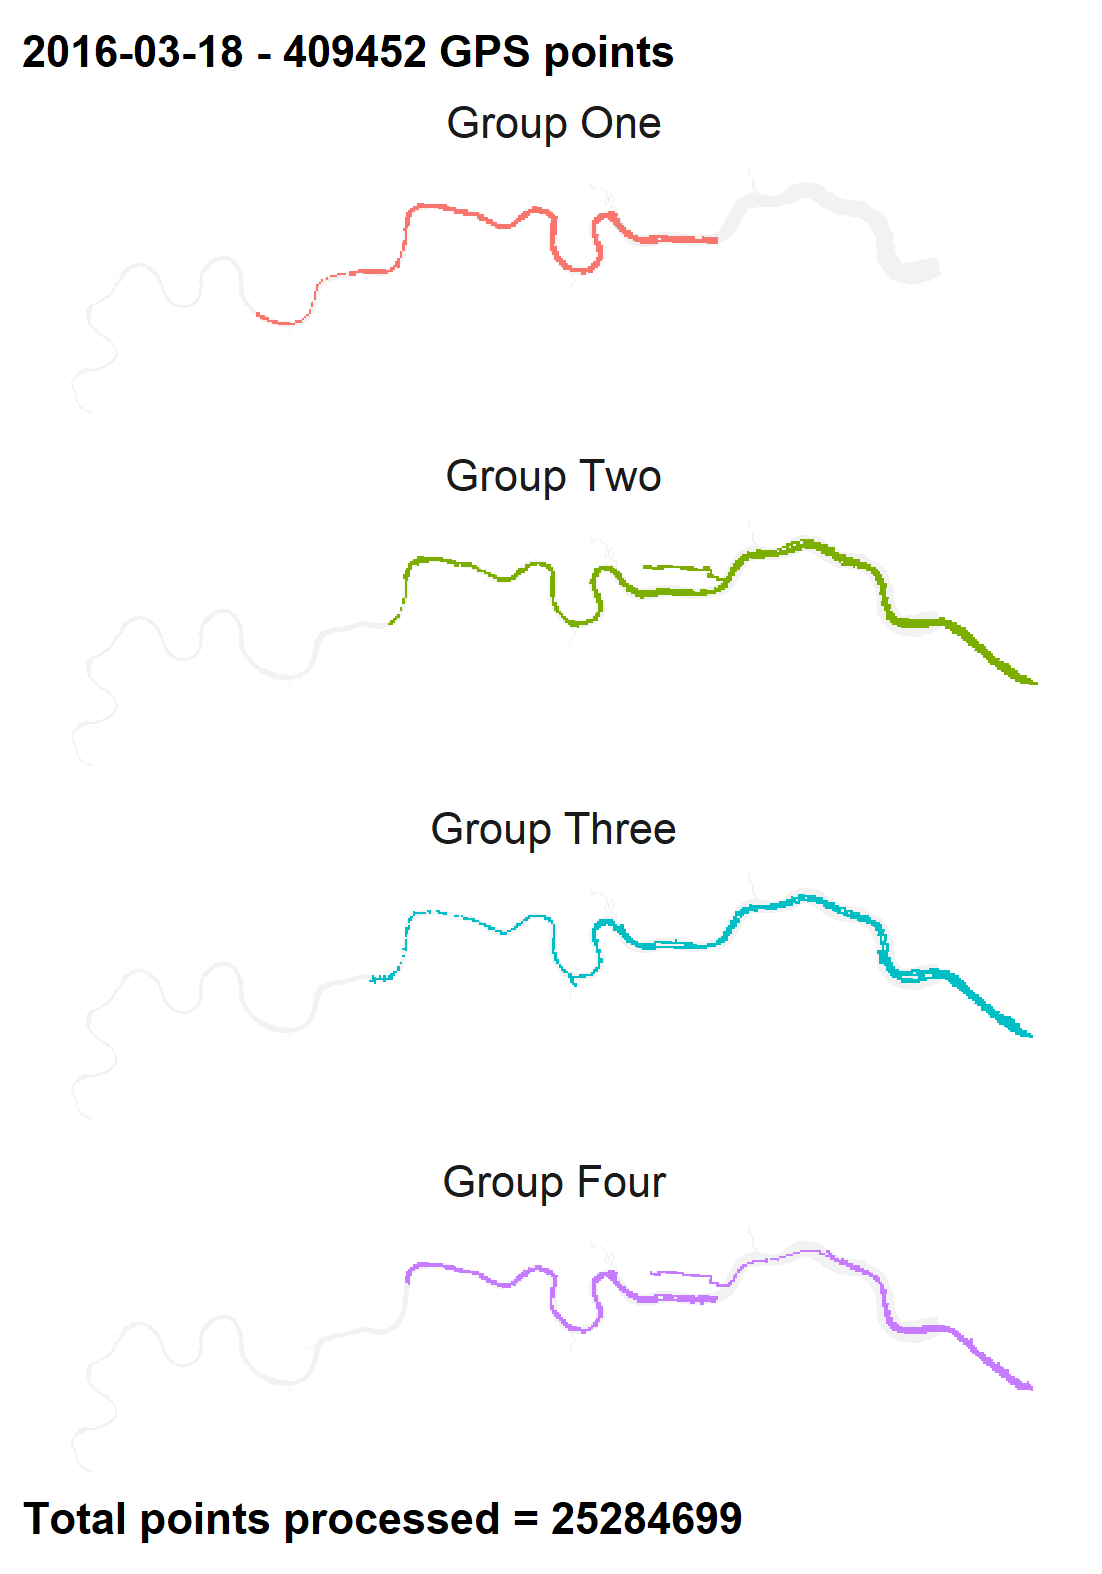 2016-03-18 - 409452 GPS points
Group One
Group Two
Group Three
Group Four
Total points processed = 25284699